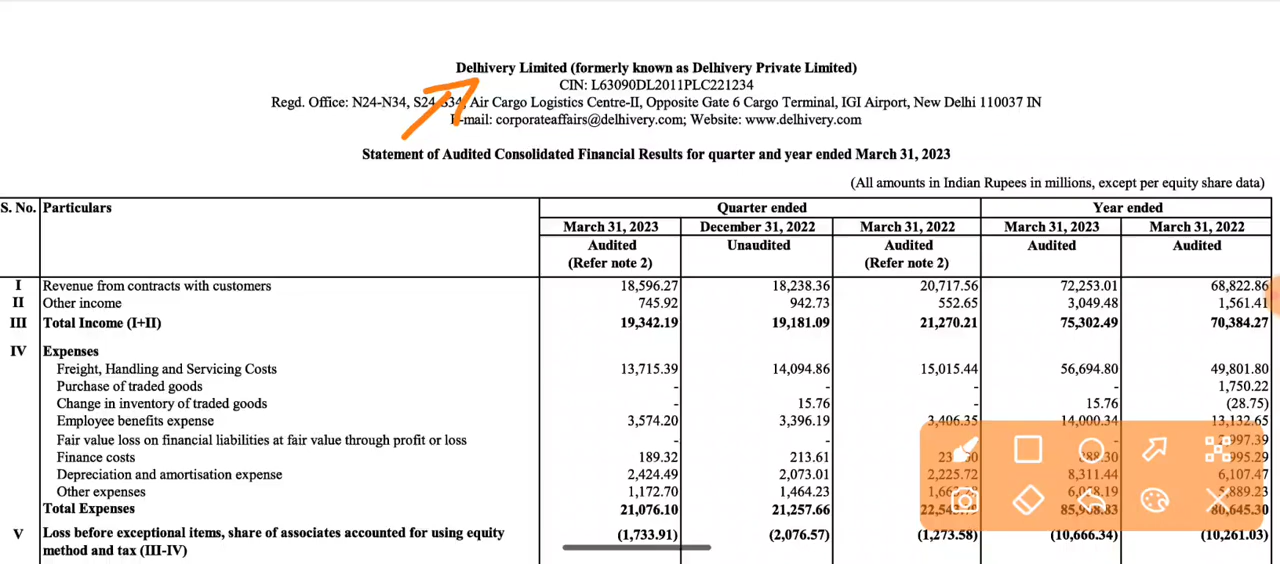 Delhivery Limited (formerly known as Delhivery Private Limited)
CIN: L63090DL2011PLC221234
Regd. Office: N24-N34, S24-S34, Air Cargo Logistics Centre-II, Opposite Gate 6 Cargo Terminal, IGI Airport, New Delhi 110037 IN
E-mail: corporateaffairs@delhivery.com; Website: www.delhivery.com
Statement of Audited Consolidated Financial Results for quarter and year ended March 31, 2023
(All amounts in Indian Rupees in millions, except per equity share data)
S. No. Particulars Quarter ended Year ended
March 31, 2023 December 31, 2022 March 31, 2022 March 31, 2023 March 31, 2022
Audited Unaudited Audited Audited Audited
(Refer note 2) (Refer note 2)
I Revenue from contracts with customers 18,596.27 18,238.36 20,717.56 72,253.01 68,822.86
II Other income 745.92 942.73 552.65 3,049.48 1,561.41
III Total Income (I+II) 19,342.19 19,181.09 21,270.21 75,302.49 70,384.27
IV Expenses
Freight, Handling and Servicing Costs 13,715.39 14,094.86 15,015.44 56,694.80 49,801.80
Purchase of traded goods - - - - 1,750.22
Change in inventory of traded goods - 15.76 - 15.76 (28.75)
Employee benefits expense 3,574.20 3,396.19 3,406.35 14,000.34 13,132.65
Fair value loss on financial liabilities at fair value through profit or loss - - - -
Finance costs 189.32 213.61
Depreciation and amortisation expense 2,424.49 2,073.01 2,225.72 8,311.44 6,107.47
Other expenses 1,172.70 1,464.23
Total Expenses 21,076.10 21,257.66 80,645.30
V Loss before exceptional items, share of associates accounted for using equity (1,733.91) (2,076.57) (1,273.58) (10,666.34) (10,261.03)
method and tax (III-IV)